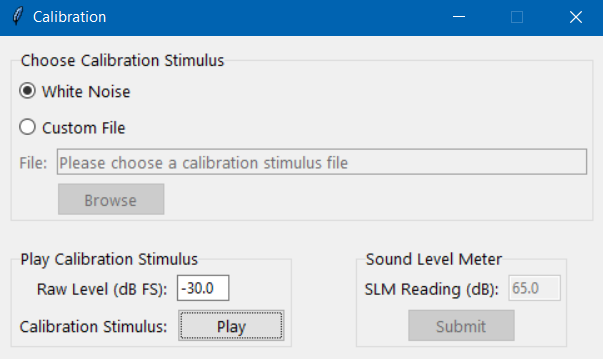 Calibration
Choose Calibration Stimulus
White Noise
Custom File
File: Please choose a calibration stimulus file
Browse
Play Calibration Stimulus
Raw Level (dB FS): -30.0
Calibration Stimulus: Play
Sound Level Meter
SLM Reading (dB): 65.0
Submit